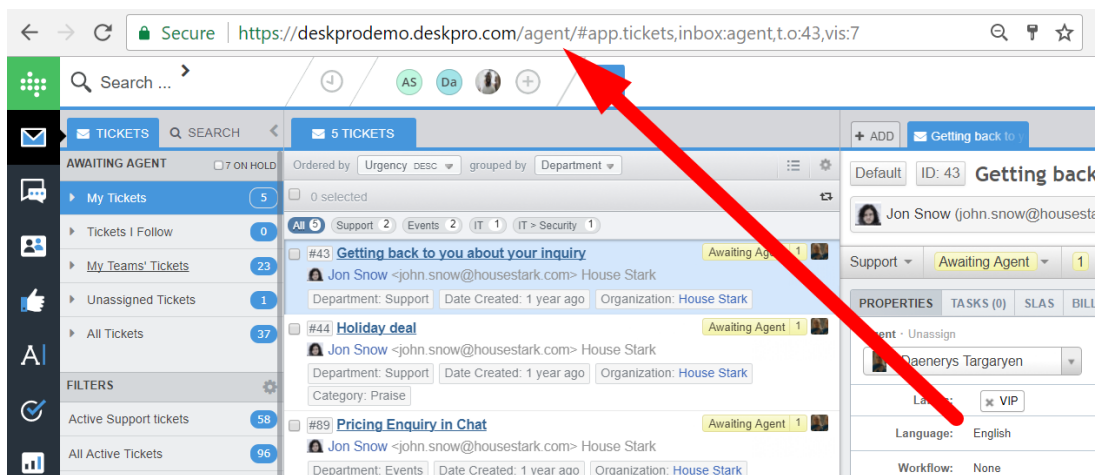 Secure https://deskprodemo.deskpro.com/agent/#app.tickets,inbox:agent,t.o:43,vis:7
Search ...
AS Da
TICKETS SEARCH
5 TICKETS
+ ADD Getting back to y
AWAITING AGENT 7 ON HOLD
My Tickets 5
Tickets I Follow 0
My Teams' Tickets 23
Unassigned Tickets 1
All Tickets 37
FILTERS
Active Support tickets 58
All Active Tickets 96
AI
Ordered by Urgency DESC grouped by Department
0 selected
All 5 Support 2 Events 2 IT 1 IT > Security 1
#43 Getting back to you about your inquiry Awaiting Age 1
Jon Snow <john.snow@housestark.com> House Stark
Department: Support Date Created: 1 year ago Organization: House Stark
#44 Holiday deal Awaiting Agent 1
Jon Snow <john.snow@housestark.com> House Stark
Department: Support Date Created: 1 year ago Organization: House Stark
Category: Praise
#89 Pricing Enquiry in Chat Awaiting Agent 1
Jon Snow <john.snow@housestark.com> House Stark
Department: Events Date Created: 1 year ago Organization: House Stark
Default ID: 43 Getting back
Jon Snow (john.snow@housesta
Support Awaiting Agent 1
PROPERTIES TASKS (0) SLAS BILL
Unassign
Daenerys Targaryen
VIP
Language: English
Workflow: None